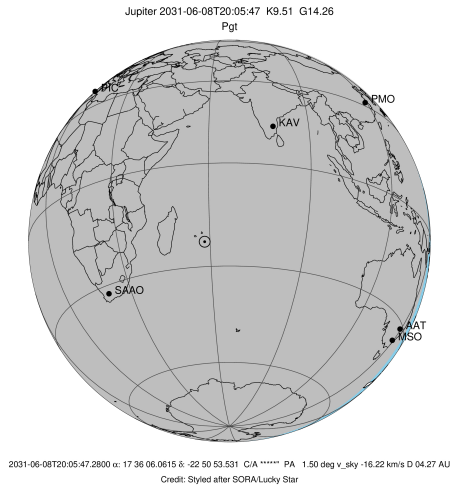 Jupiter 2031-06-08T20:05:47 K9.51 G14.26
Pgt
PIC
PMO
KAV
SAAO
AAT
MSO
2031-06-08T20:05:47.2800 α: 17 36 06.0615 δ: -22 50 53.531 C/A *****" PA 1.50 deg v_sky -16.22 km/s D 04.27 AU
Credit: Styled after SORA/Lucky Star